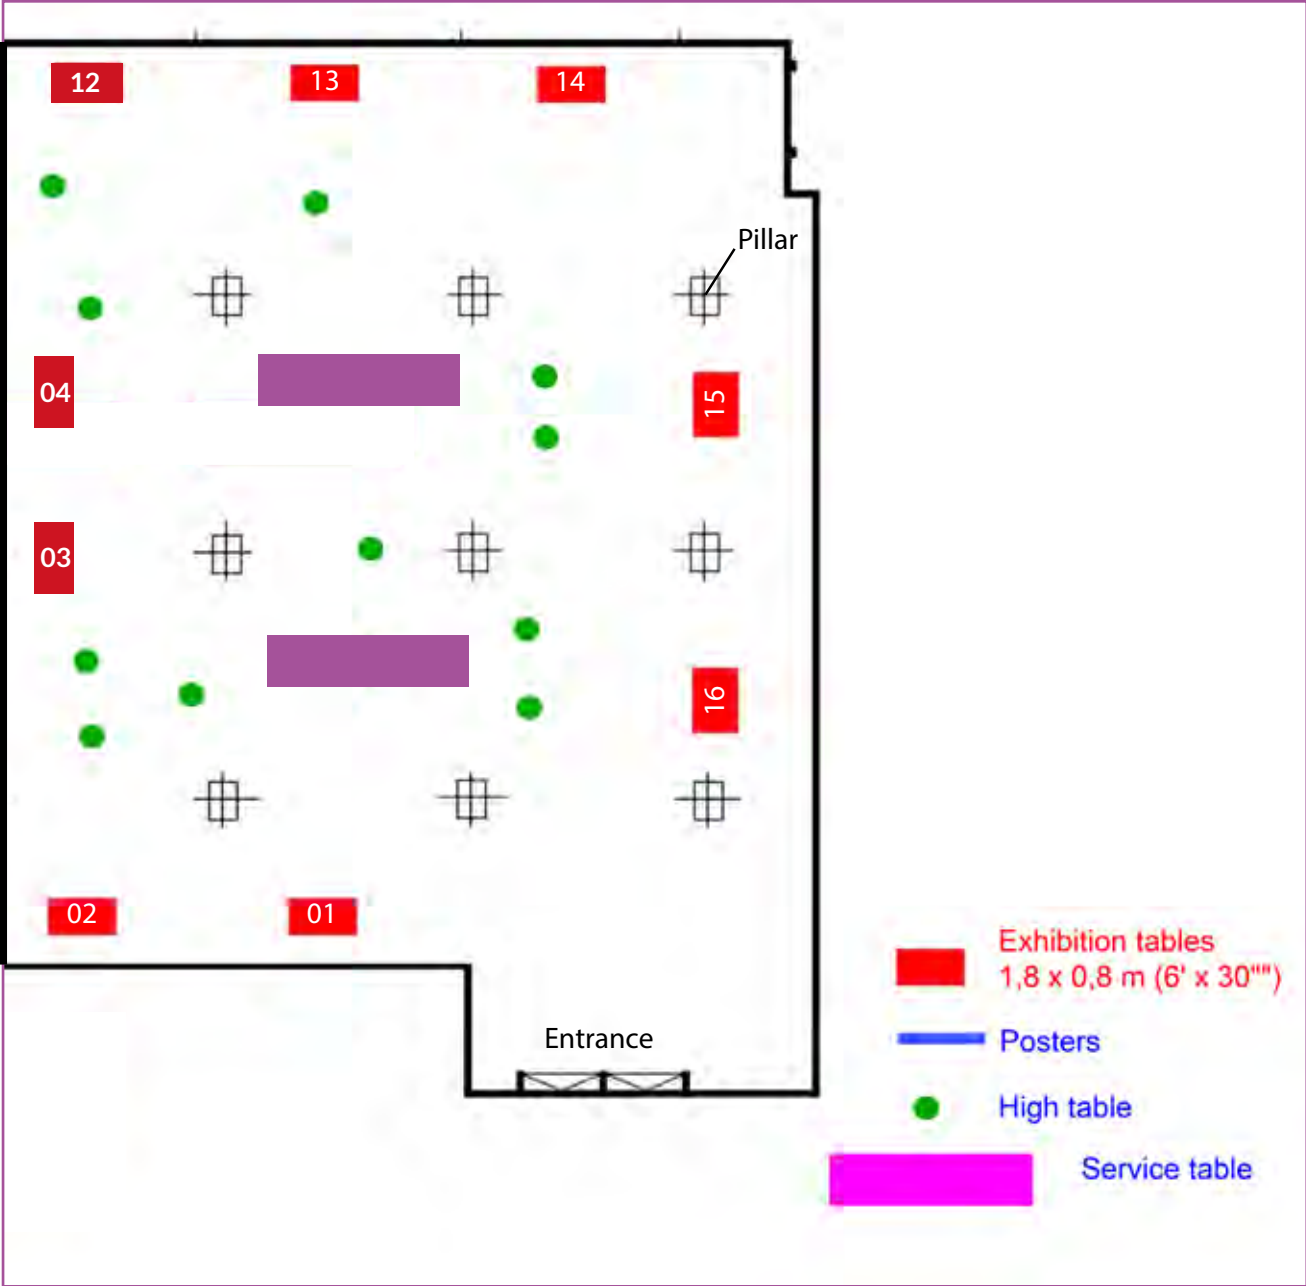 12
13
14
Pillar
04
15
03
16
02
01
Entrance
Exhibition tables
1,8 x 0,8 m (6' x 30"")
Posters
High table
Service table